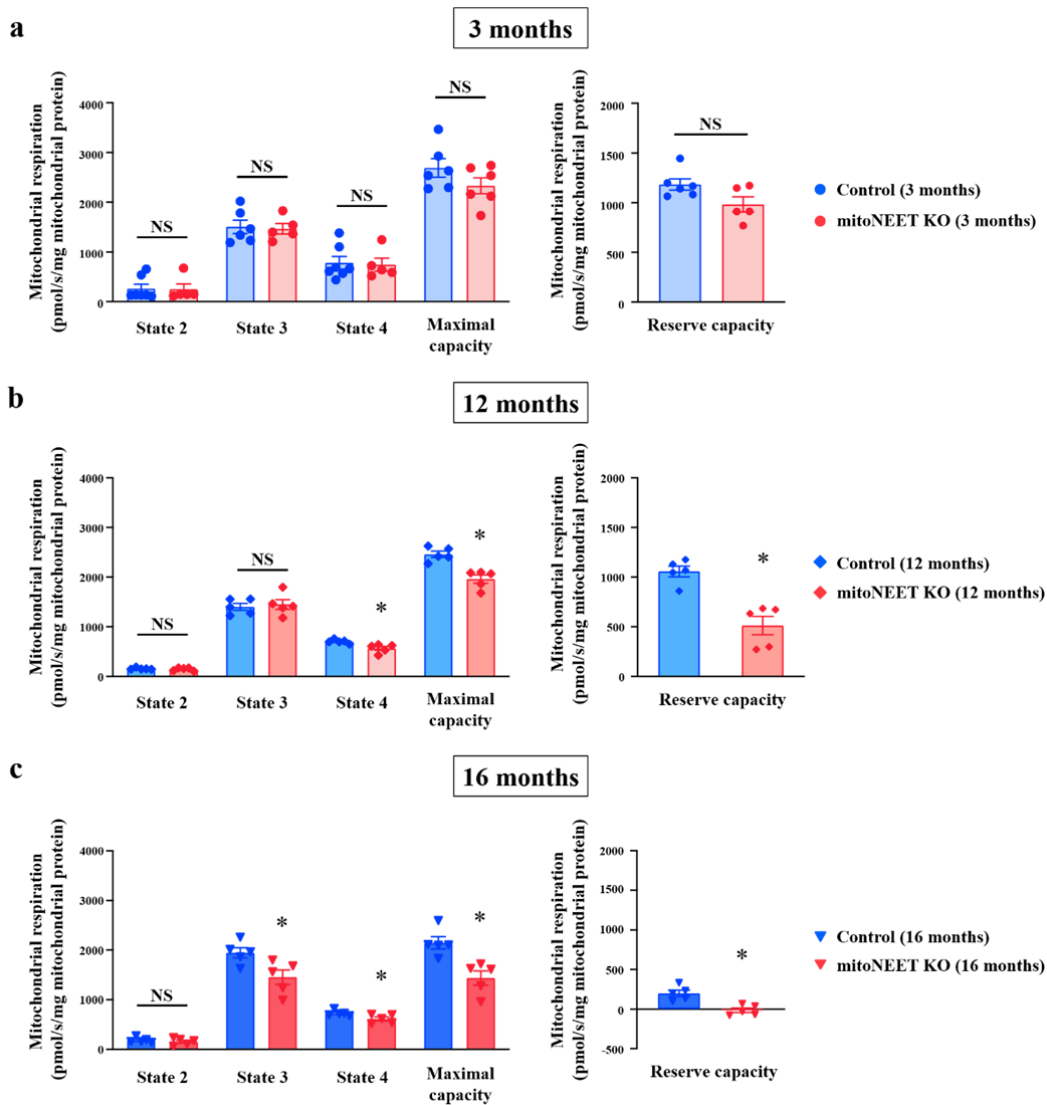 a
3 months
Mitochondrial respiration
(pmol/s/mg mitochondrial protein)
4000
3000
2000
1000
0
NS
NS
NS
NS
State 2
State 3
State 4
Maximal
capacity
Mitochondrial respiration
(pmol/s/mg mitochondrial protein)
2000
1500
1000
500
0
NS
Reserve capacity
Control (3 months)
mitoNEET KO (3 months)
b
12 months
Mitochondrial respiration
(pmol/s/mg mitochondrial protein)
4000
3000
2000
1000
0
NS
NS
*
*
State 2
State 3
State 4
Maximal
capacity
Mitochondrial respiration
(pmol/s/mg mitochondrial protein)
2000
1500
1000
500
0
*
Reserve capacity
Control (12 months)
mitoNEET KO (12 months)
c
16 months
Mitochondrial respiration
(pmol/s/mg mitochondrial protein)
4000
3000
2000
1000
0
NS
*
*
*
State 2
State 3
State 4
Maximal
capacity
Mitochondrial respiration
(pmol/s/mg mitochondrial protein)
2000
1500
1000
500
0
-500
*
Reserve capacity
Control (16 months)
mitoNEET KO (16 months)